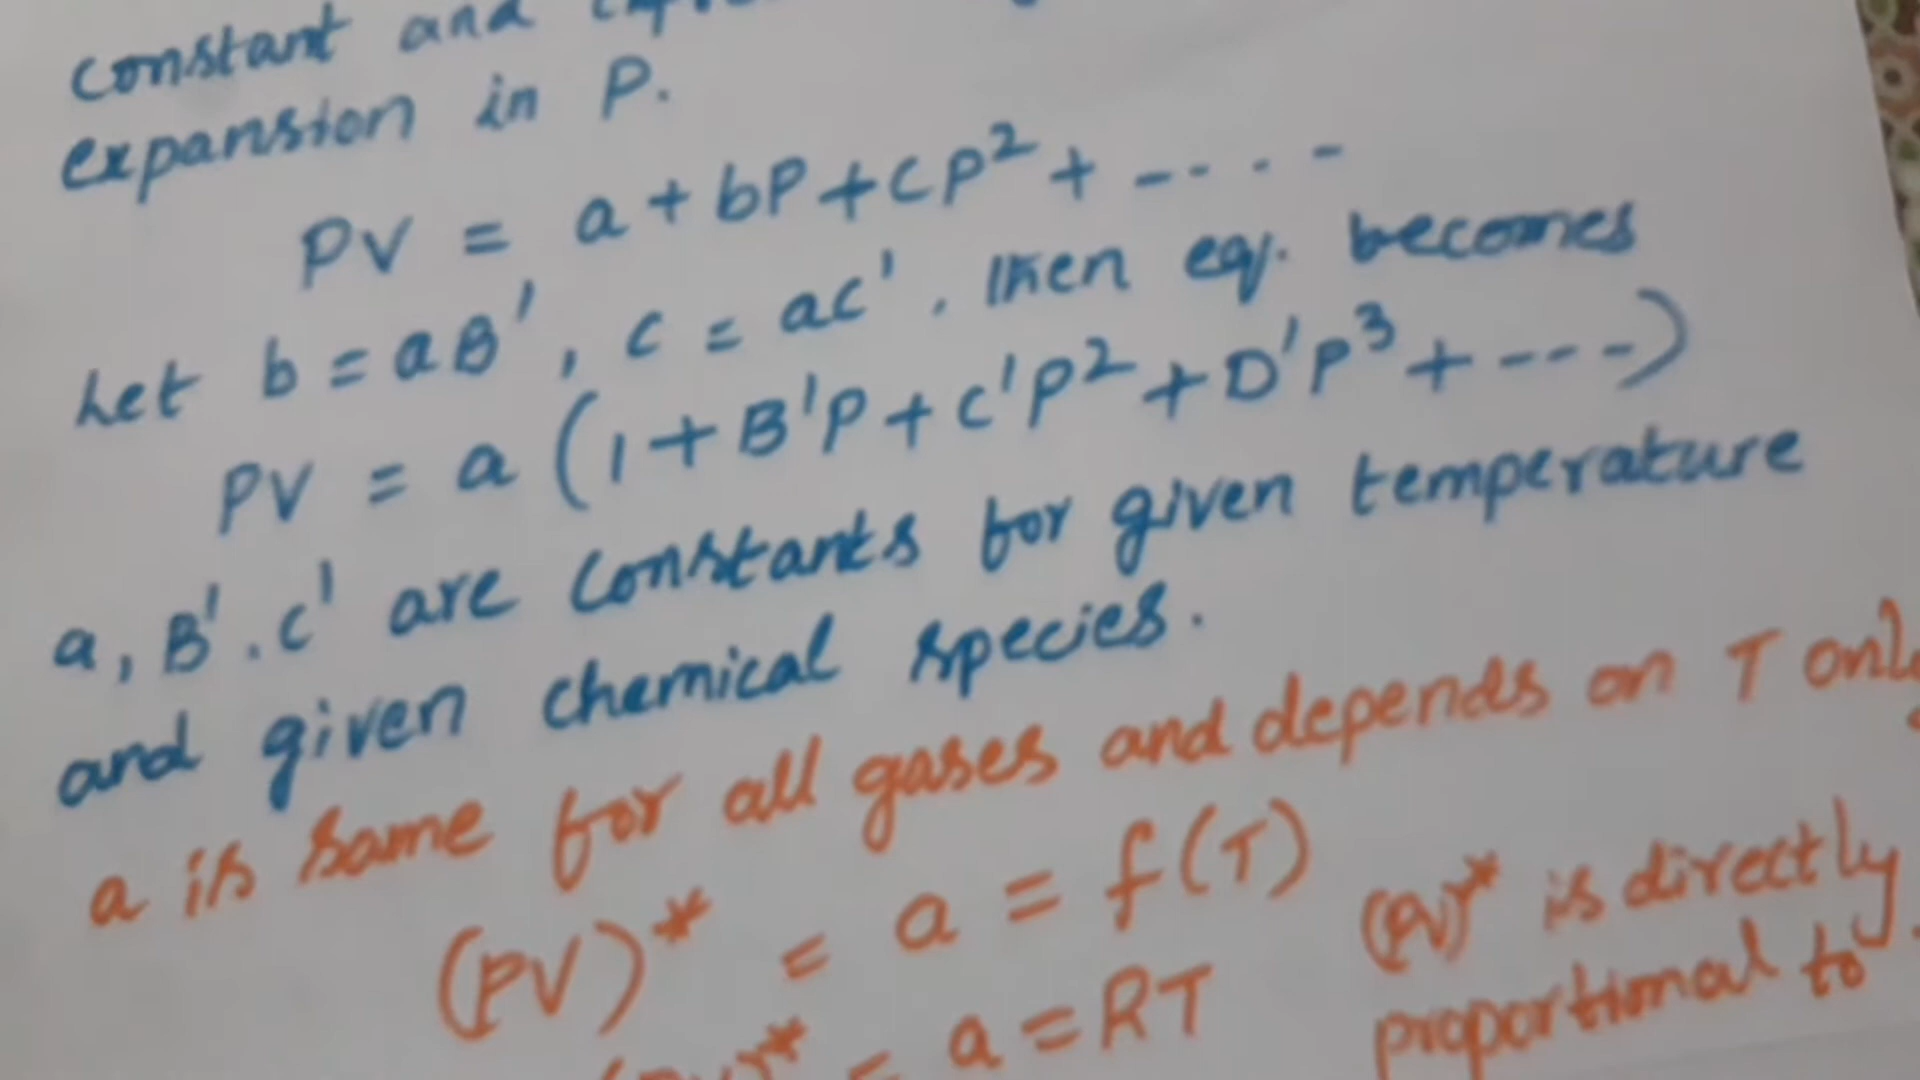 constant and
expansion in P.
PV = a + bP + CP² + - - - - -
Let b = aB', c = ac'. Then eq. becomes
PV = a (1 + B'P + C'P² + D'P³ + - - - -)
a, B'. c' are constants for given temperature
and given chemical species.
a is same for all gases and depends on T only
(PV)* = a = f(T) (PV)* is directly
proportional to
(PV)* = a = RT